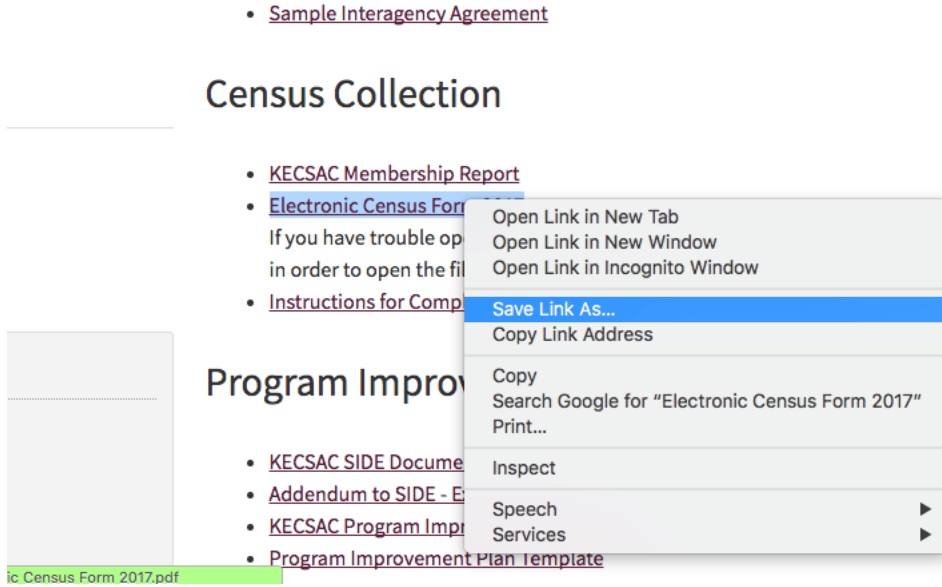 Sample Interagency Agreement
Census Collection
KECSAC Membership Report
Electronic Census For
If you have trouble op
in order to open the fil
Instructions for Comp
Open Link in New Tab
Open Link in New Window
Open Link in Incognito Window
Save Link As...
Copy Link Address
Copy
Search Google for “Electronic Census Form 2017”
Print...
Inspect
Speech
Services
Program Improv
KECSAC SIDE Docume
Addendum to SIDE - E
KECSAC Program Impr
Program Improvement Plan Template
ic Census Form 2017.pdf